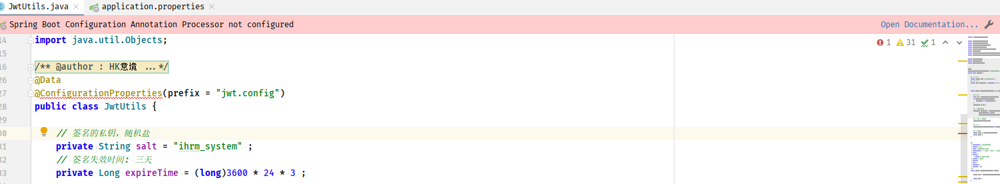 JwtUtils.java application.properties
Spring Boot Configuration Annotation Processor not configured Open Documentation...
14 import java.util.Objects; 1 31 1
15
16 /** @author : HK意境 ...*/
26 @Data
27 @ConfigurationProperties(prefix = "jwt.config")
28 public class JwtUtils {
29
30 // 签名的私钥，随机盐
31 private String salt = "ihrm_system" ;
32 // 签名失效时间: 三天
33 private Long expireTime = (long)3600 * 24 * 3 ;